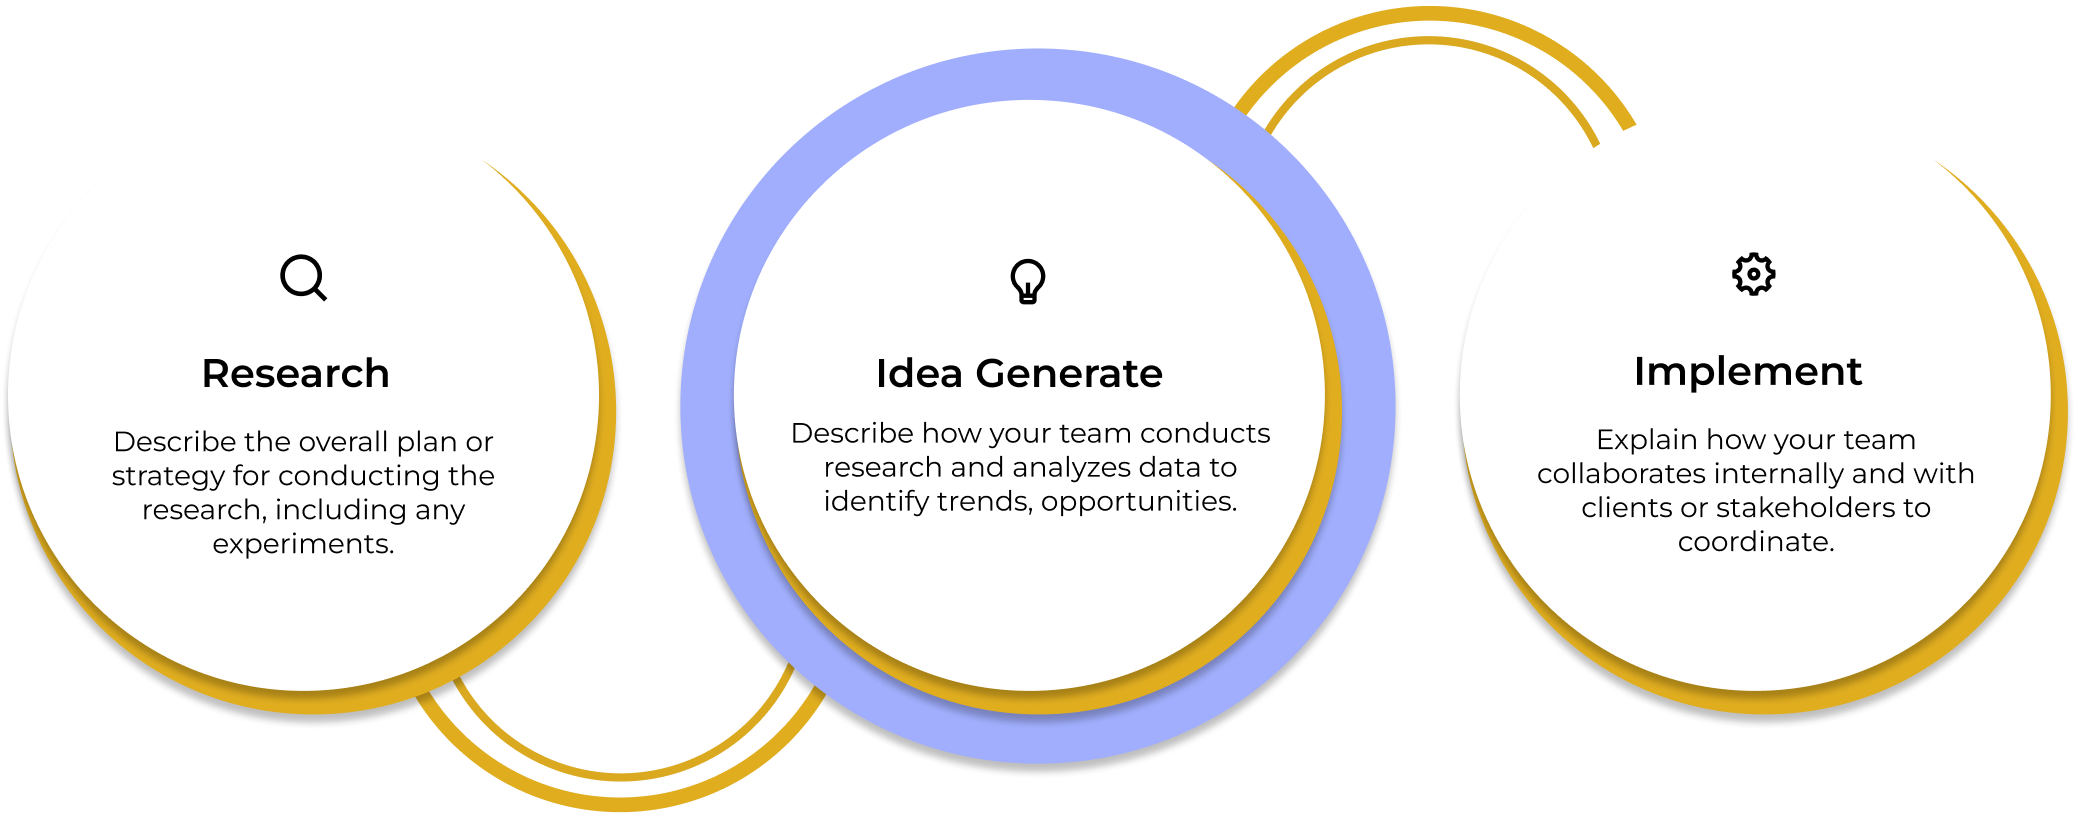 Research
Describe the overall plan or
strategy for conducting the
research, including any
experiments.
Idea Generate
Describe how your team conducts
research and analyzes data to
identify trends, opportunities.
Implement
Explain how your team
collaborates internally and with
clients or stakeholders to
coordinate.